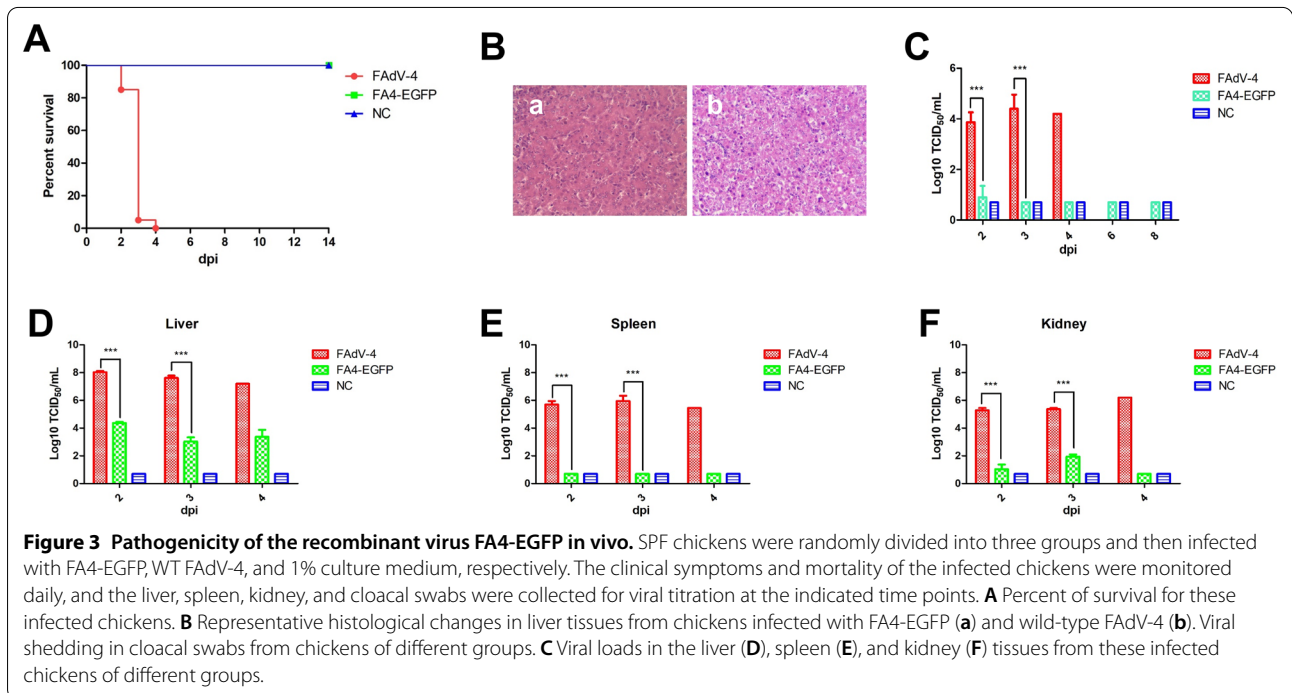 A
Percent survival
100
80
60
40
20
0
0 2 4 6 8 10 12 14
dpi
FAdV-4
FA4-EGFP
NC
B
a
b
C
Log10 TCID50/mL
6
4
2
0
***
***
2 3 4 6 8
dpi
FAdV-4
FA4-EGFP
NC
D
Liver
Log10 TCID50/mL
10
8
6
4
2
0
***
***
2 3 4
dpi
FAdV-4
FA4-EGFP
NC
E
Spleen
Log10 TCID50/mL
10
8
6
4
2
0
***
***
2 3 4
dpi
FAdV-4
FA4-EGFP
NC
F
Kidney
Log10 TCID50/mL
10
8
6
4
2
0
***
***
2 3 4
dpi
FAdV-4
FA4-EGFP
NC
Figure 3 Pathogenicity of the recombinant virus FA4-EGFP in vivo. SPF chickens were randomly divided into three groups and then infected
with FA4-EGFP, WT FAdV-4, and 1% culture medium, respectively. The clinical symptoms and mortality of the infected chickens were monitored
daily, and the liver, spleen, kidney, and cloacal swabs were collected for viral titration at the indicated time points. A Percent of survival for these
infected chickens. B Representative histological changes in liver tissues from chickens infected with FA4-EGFP (a) and wild-type FAdV-4 (b). Viral
shedding in cloacal swabs from chickens of different groups. C Viral loads in the liver (D), spleen (E), and kidney (F) tissues from these infected
chickens of different groups.